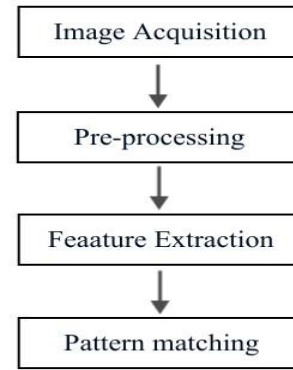 Image Acquisition
Pre-processing
Feaature Extraction
Pattern matching